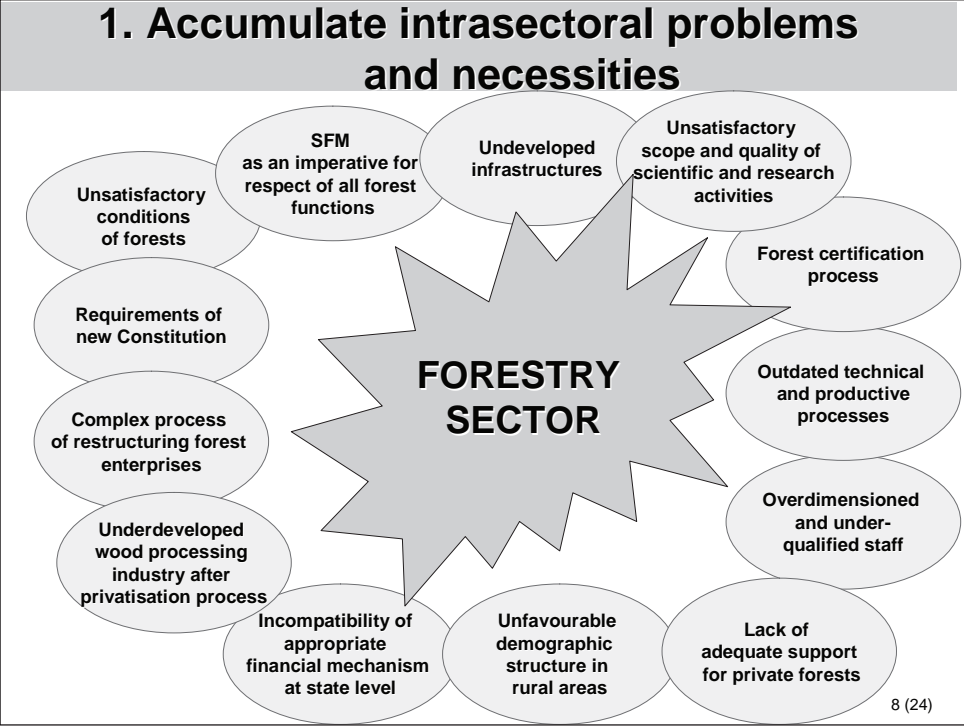 1. Accumulate intrasectoral problems
and necessities
SFM
as an imperative for
respect of all forest
functions
Undeveloped
infrastructures
Unsatisfactory
scope and quality of
scientific and research
activities
Unsatisfactory
conditions
of forests
Forest certification
process
Requirements of
new Constitution
FORESTRY
SECTOR
Outdated technical
and productive
processes
Complex process
of restructuring forest
enterprises
Overdimensioned
and under-
qualified staff
Underdeveloped
wood processing
industry after
privatisation process
Incompatibility of
appropriate
financial mechanism
at state level
Unfavourable
demographic
structure in
rural areas
Lack of
adequate support
for private forests
8 (24)